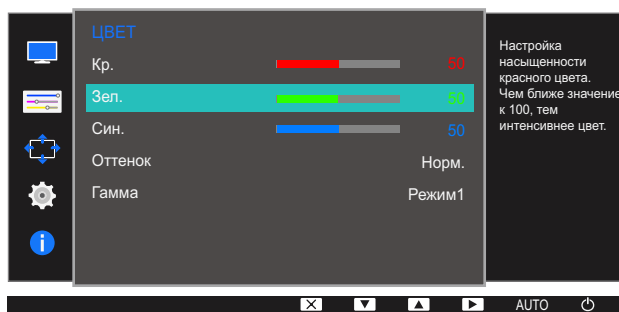 ЦВЕТ
Кр. 50
Зел. 50
Син. 50
Оттенок Норм.
Гамма Режим1
Настройка
насыщенности
красного цвета.
Чем ближе значение
к 100, тем
интенсивнее цвет.
AUTO